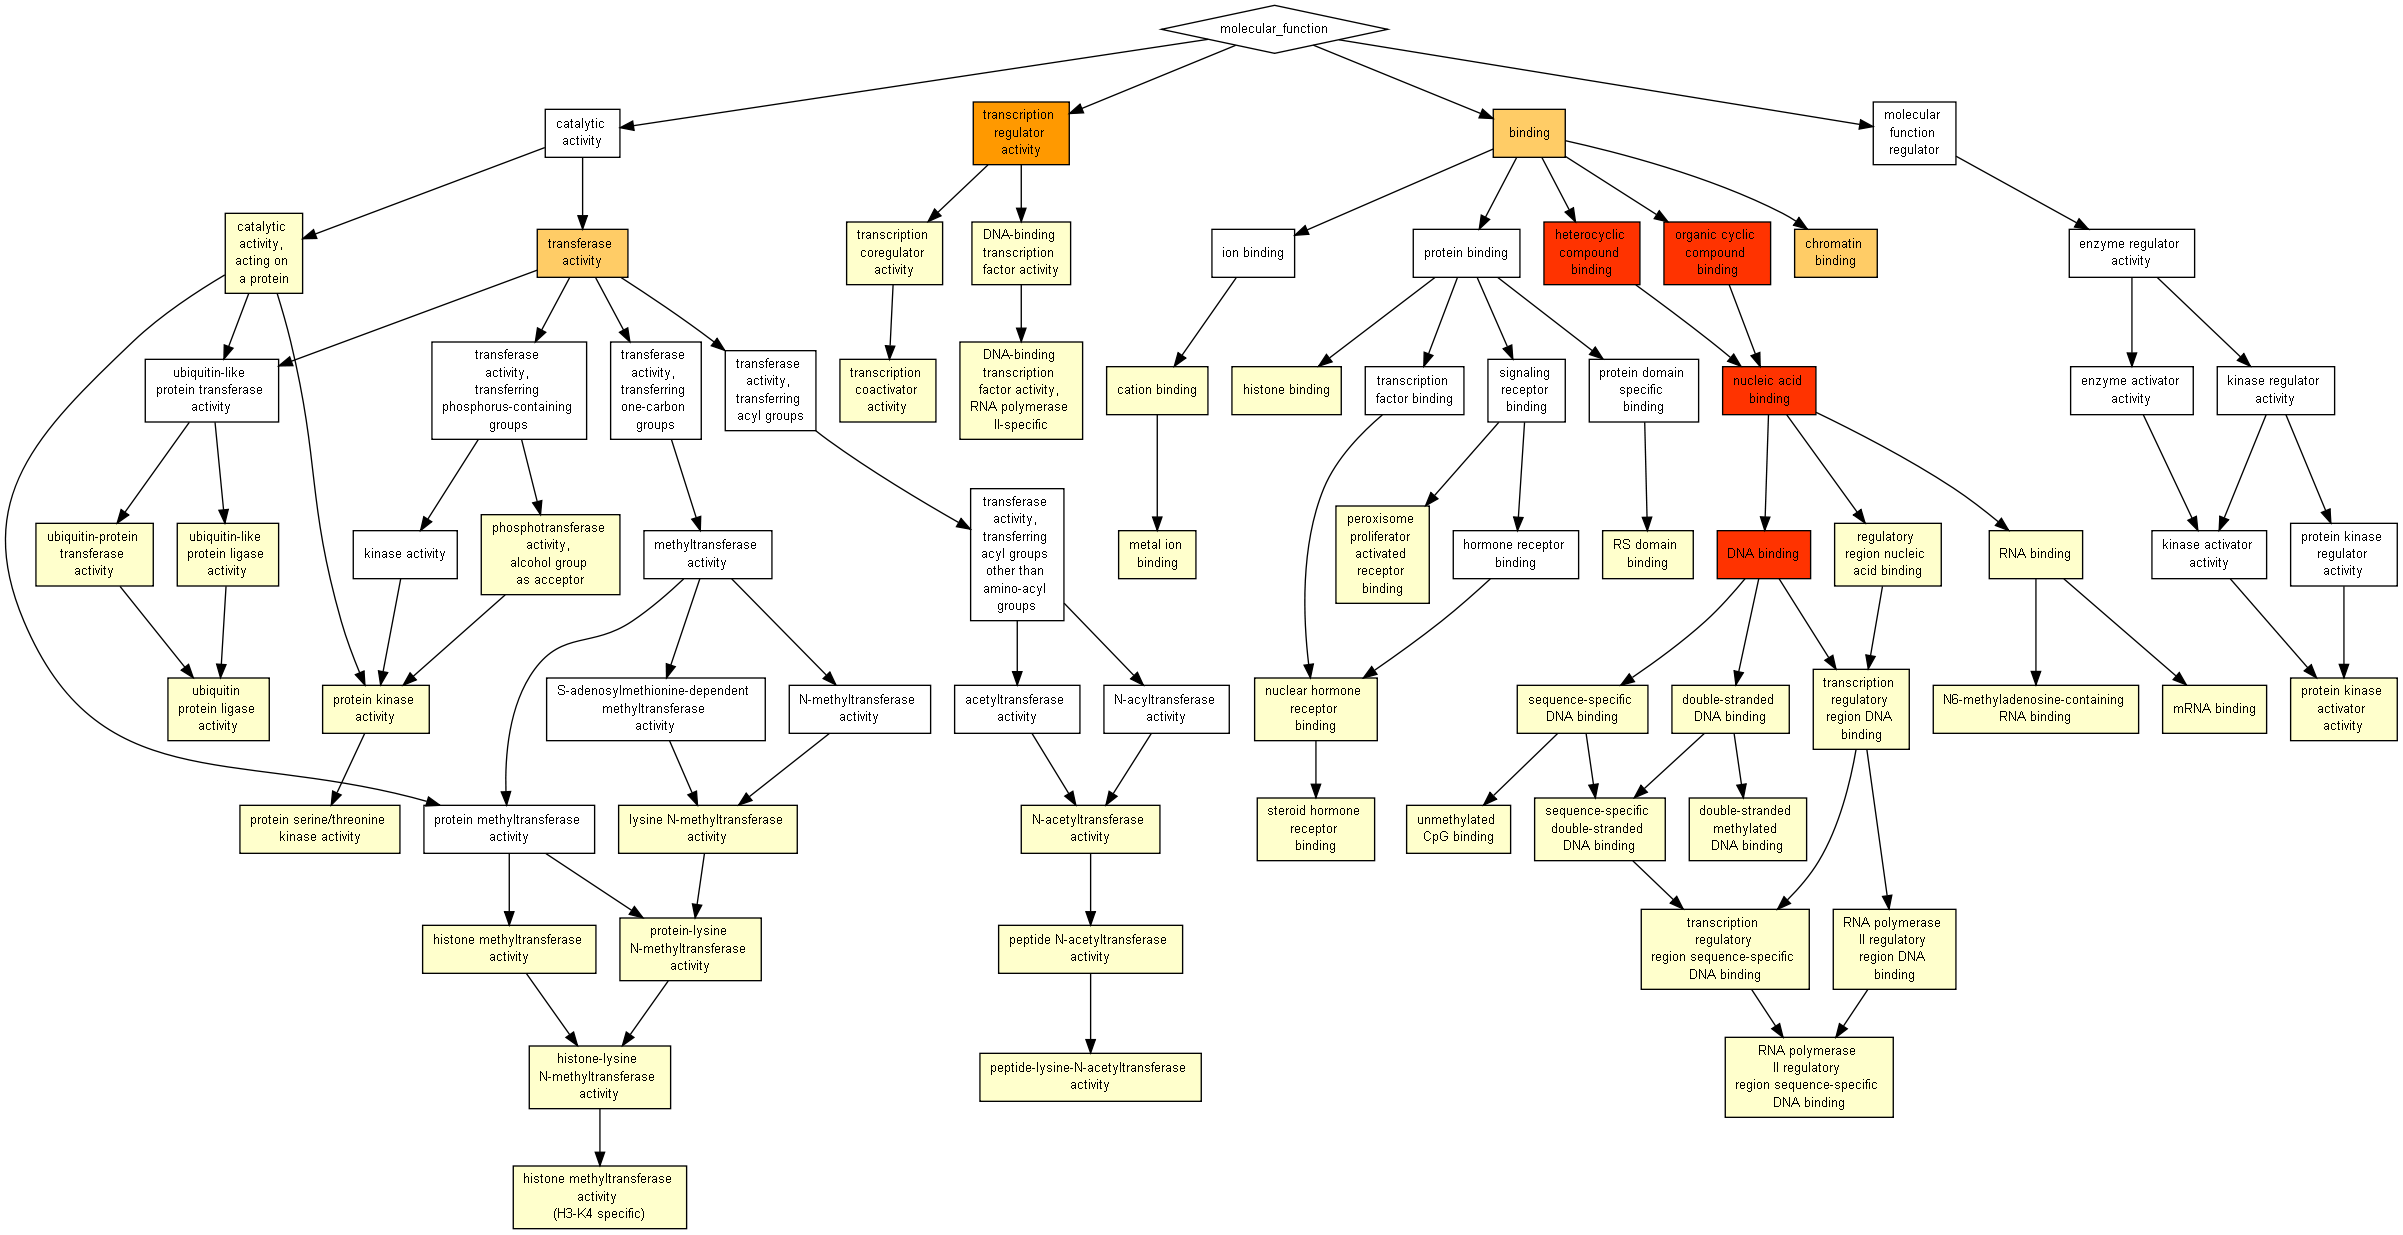 molecular_function
catalytic
activity
transcription
regulator
activity
binding
molecular
function
regulator
catalytic
activity,
acting on
a protein
transferase
activity
transcription
coregulator
activity
DNA-binding
transcription
factor activity
ion binding
protein binding
heterocyclic
compound
binding
organic cyclic
compound
binding
chromatin
binding
enzyme regulator
activity
ubiquitin-like
protein transferase
activity
transferase
activity,
transferring
phosphorus-containing
groups
transferase
activity,
transferring
one-carbon
groups
transferase
activity,
transferring
acyl groups
transcription
coactivator
activity
DNA-binding
transcription
factor activity,
RNA polymerase
II-specific
cation binding
histone binding
transcription
factor binding
signaling
receptor
binding
protein domain
specific
binding
nucleic acid
binding
enzyme activator
activity
kinase regulator
activity
ubiquitin-protein
transferase
activity
ubiquitin-like
protein ligase
activity
kinase activity
phosphotransferase
activity,
alcohol group
as acceptor
methyltransferase
activity
transferase
activity,
transferring
acyl groups
other than
amino-acyl
groups
metal ion
binding
peroxisome
proliferator
activated
receptor
binding
hormone receptor
binding
RS domain
binding
DNA binding
regulatory
region nucleic
acid binding
RNA binding
kinase activator
activity
protein kinase
regulator
activity
ubiquitin
protein ligase
activity
protein kinase
activity
S-adenosylmethionine-dependent
methyltransferase
activity
N-methyltransferase
activity
acetyltransferase
activity
N-acyltransferase
activity
nuclear hormone
receptor
binding
sequence-specific
DNA binding
double-stranded
DNA binding
transcription
regulatory
region DNA
binding
N6-methyladenosine-containing
RNA binding
mRNA binding
protein kinase
activator
activity
protein serine/threonine
kinase activity
protein methyltransferase
activity
lysine N-methyltransferase
activity
N-acetyltransferase
activity
steroid hormone
receptor
binding
unmethylated
CpG binding
sequence-specific
double-stranded
DNA binding
double-stranded
methylated
DNA binding
histone methyltransferase
activity
protein-lysine
N-methyltransferase
activity
peptide N-acetyltransferase
activity
transcription
regulatory
region sequence-specific
DNA binding
RNA polymerase
II regulatory
region DNA
binding
histone-lysine
N-methyltransferase
activity
peptide-lysine-N-acetyltransferase
activity
RNA polymerase
II regulatory
region sequence-specific
DNA binding
histone methyltransferase
activity
(H3-K4 specific)